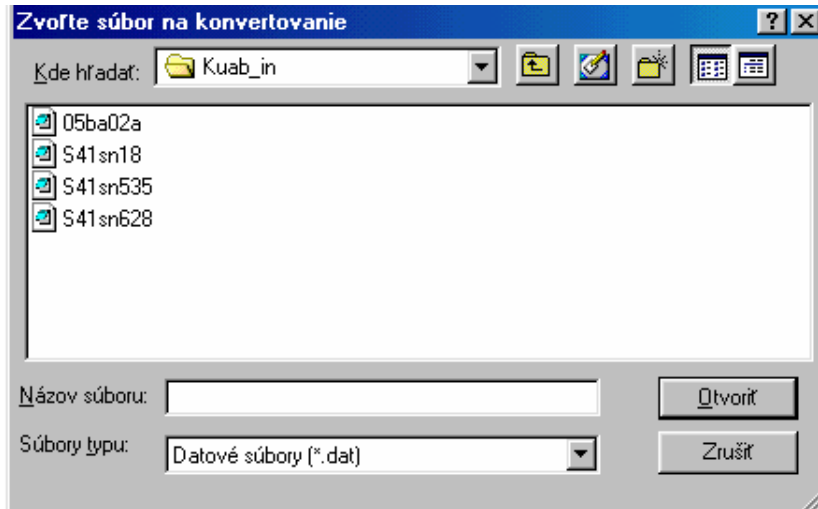 Zvoľte súbor na konvertovanie
Kde hľadať: Kuab_in
05ba02a
S41sn18
S41sn535
S41sn628
Názov súboru: Otvoriť
Súbory typu: Datové súbory (*.dat) Zrušiť